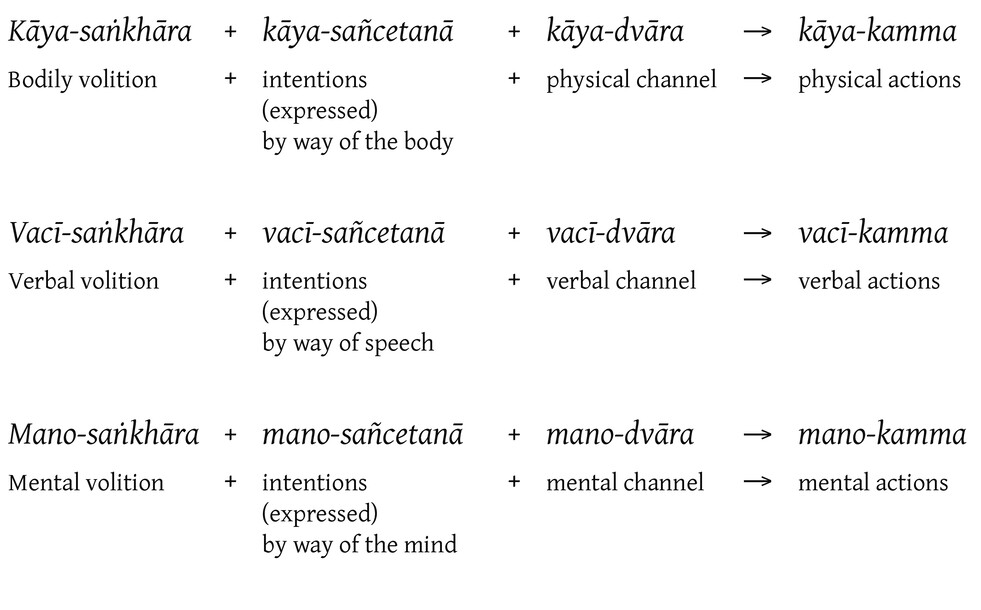 Kāya-saṅkhāra + kāya-sañcetanā + kāya-dvāra → kāya-kamma
Bodily volition + intentions + physical channel → physical actions
(expressed)
by way of the body
Vacī-saṅkhāra + vacī-sañcetanā + vacī-dvāra → vacī-kamma
Verbal volition + intentions + verbal channel → verbal actions
(expressed)
by way of speech
Mano-saṅkhāra + mano-sañcetanā + mano-dvāra → mano-kamma
Mental volition + intentions + mental channel → mental actions
(expressed)
by way of the mind